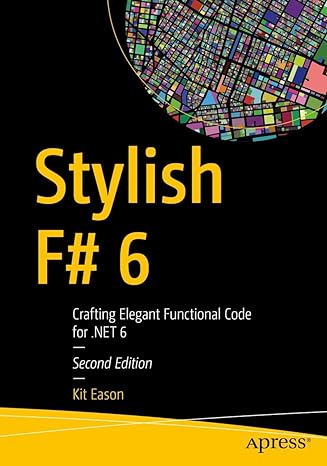 Stylish
F# 6
Crafting Elegant Functional Code
for .NET 6
Second Edition
Kit Eason
Apress®